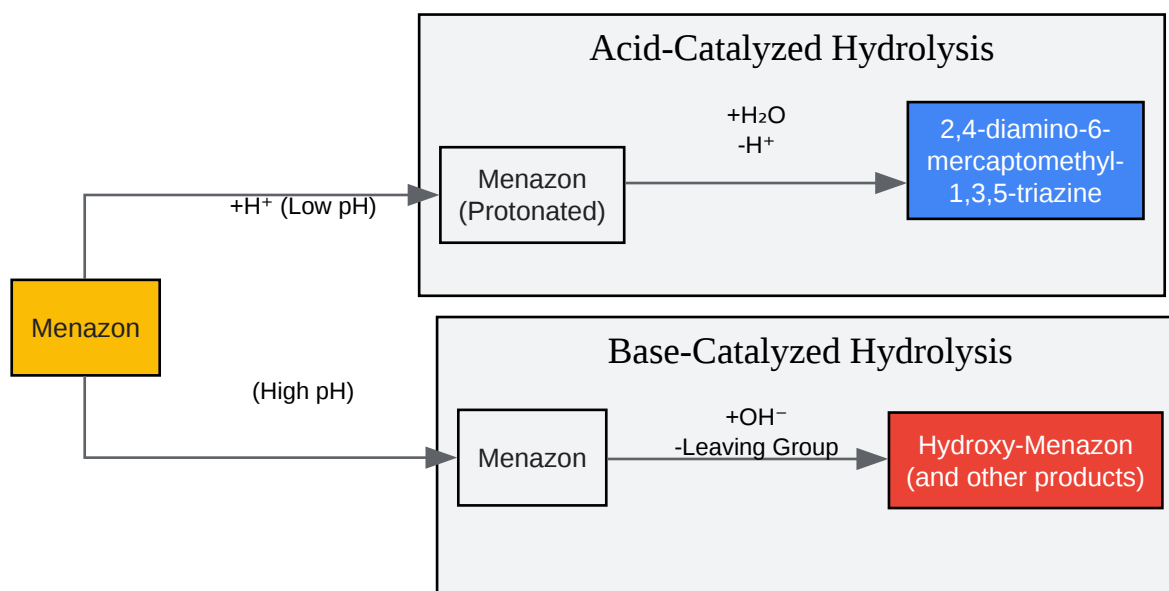 Acid-Catalyzed Hydrolysis
+H₂O
-H⁺
2,4-diamino-6-
mercaptomethyl-
1,3,5-triazine
Menazon
(Protonated)
+H⁺ (Low pH)
Menazon
Base-Catalyzed Hydrolysis
(High pH)
+OH⁻
-Leaving Group
Menazon
Hydroxy-Menazon
(and other products)